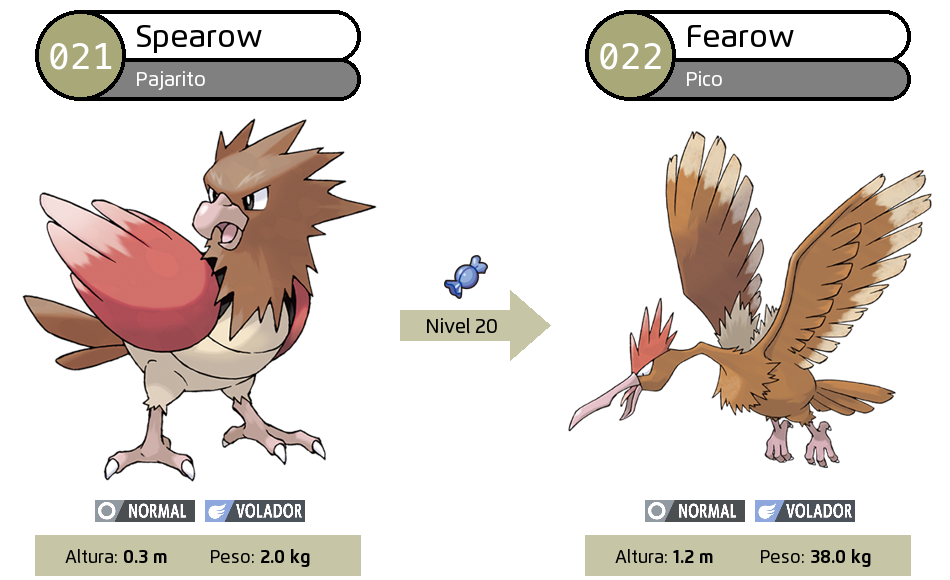 021
Spearow
Pajarito
022
Fearow
Pico
Nivel 20
NORMAL
VOLADOR
NORMAL
VOLADOR
Altura: 0.3 m
Peso: 2.0 kg
Altura: 1.2 m
Peso: 38.0 kg